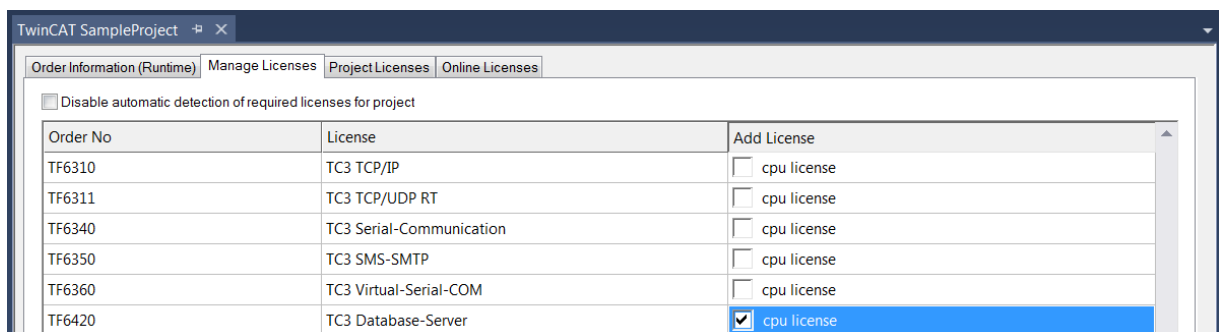 TwinCAT SampleProject
Order Information (Runtime) Manage Licenses Project Licenses Online Licenses
Disable automatic detection of required licenses for project
Order No License Add License
TF6310 TC3 TCP/IP cpu license
TF6311 TC3 TCP/UDP RT cpu license
TF6340 TC3 Serial-Communication cpu license
TF6350 TC3 SMS-SMTP cpu license
TF6360 TC3 Virtual-Serial-COM cpu license
TF6420 TC3 Database-Server cpu license